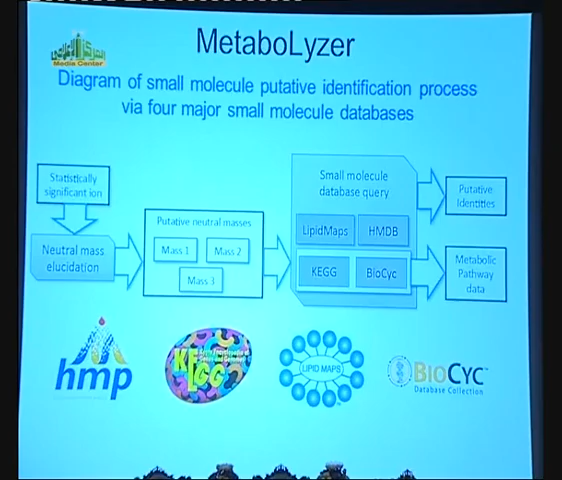 MetaboLyzer
المركز الإعلامي
Media Center
Diagram of small molecule putative identification process
via four major small molecule databases
Statistically
significant ion
Neutral mass
elucidation
Putative neutral masses
Mass 1
Mass 2
Mass 3
Small molecule
database query
LipidMaps
HMDB
KEGG
BioCyc
Putative
Identities
Metabolic
Pathway
data
hmp
KEGG
LIPID MAPS
BIOCYC
Database Collection